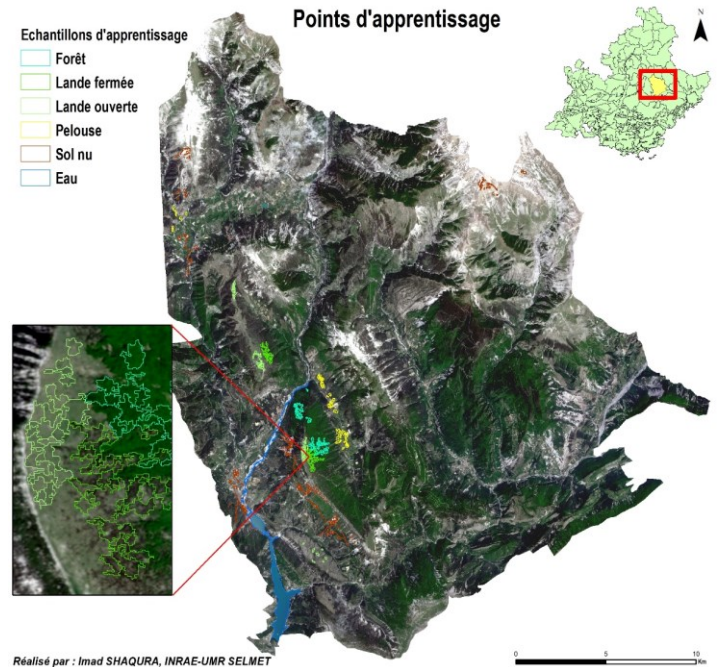 Points d'apprentissage
N
Echantillons d'apprentissage
Forêt
Lande fermée
Lande ouverte
Pelouse
Sol nu
Eau
Réalisé par : Imad SHAQURA, INRAE-UMR SELMET
0 5 10
Km